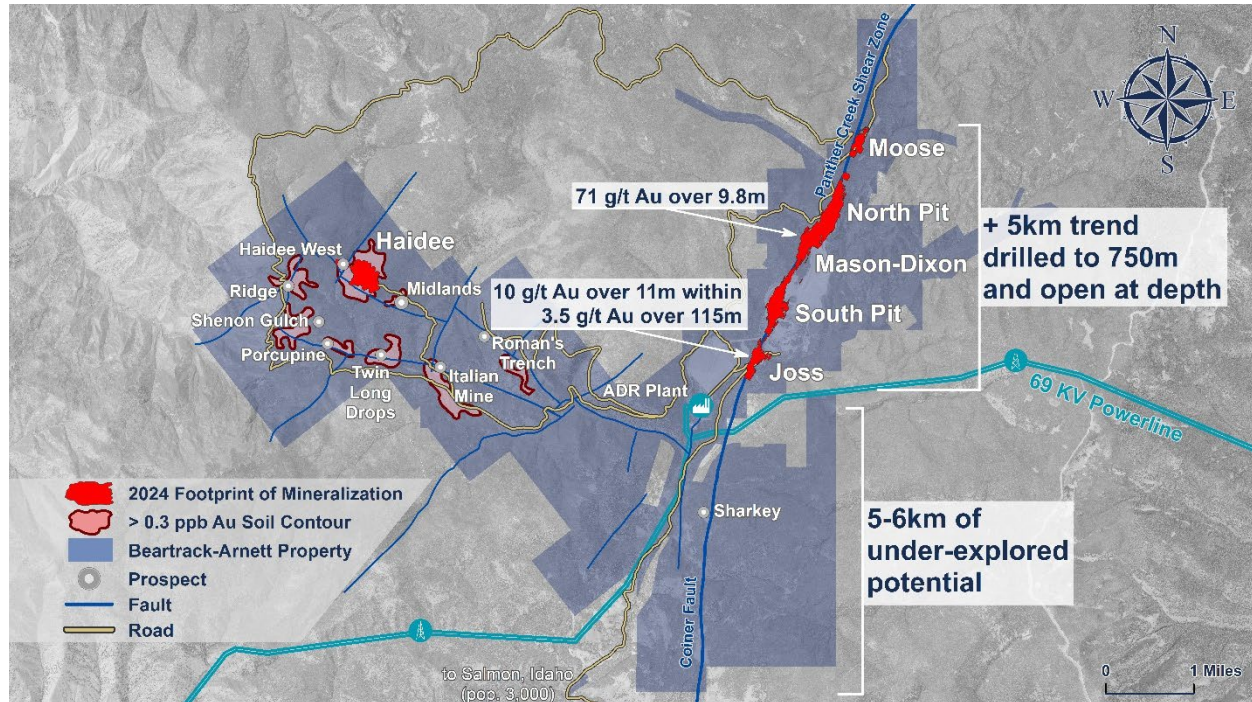 N
W
E
S
Panther Creek Shear Zone
Moose
71 g/t Au over 9.8m
North Pit
+ 5km trend
drilled to 750m
and open at depth
Haidee
Haidee West
Mason-Dixon
Ridge
Midlands
10 g/t Au over 11m within
3.5 g/t Au over 115m
South Pit
Shenon Gulch
Roman's
Trench
Porcupine
Twin
Long
Drops
Italian
Mine
ADR Plant
Joss
69 KV Powerline
2024 Footprint of Mineralization
> 0.3 ppb Au Soil Contour
Beartrack-Arnett Property
Prospect
Fault
Road
Sharkey
5-6km of
under-explored
potential
Coiner Fault
to Salmon, Idaho
(pop. 3,000)
0 1 Miles